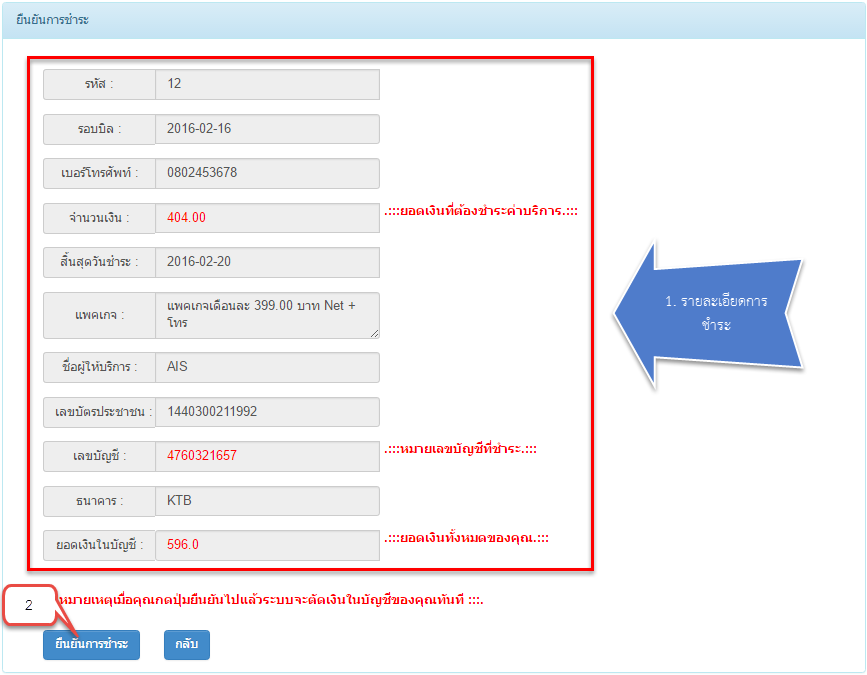 ยืนยันการชำระ
รหัส : 12
รอบบิล : 2016-02-16
เบอร์โทรศัพท์ : 0802453678
จำนวนเงิน : 404.00 .:::ยอดเงินที่ต้องชำระค่าบริการ.:::
สิ้นสุดวันชำระ : 2016-02-20
แพคเกจ : แพคเกจเดือนละ 399.00 บาท Net +
โทร
ชื่อผู้ให้บริการ : AIS
เลขบัตรประชาชน : 1440300211992
เลขบัญชี : 4760321657 .:::หมายเลขบัญชีที่ชำระ.:::
ธนาคาร : KTB
ยอดเงินในบัญชี : 596.0 .:::ยอดเงินทั้งหมดของคุณ.:::
1. รายละเอียดการ
ชำระ
2
หมายเหตุเมื่อคุณกดปุ่มยืนยันไปแล้วระบบจะตัดเงินในบัญชีของคุณทันที :::.
ยืนยันการชำระ กลับ